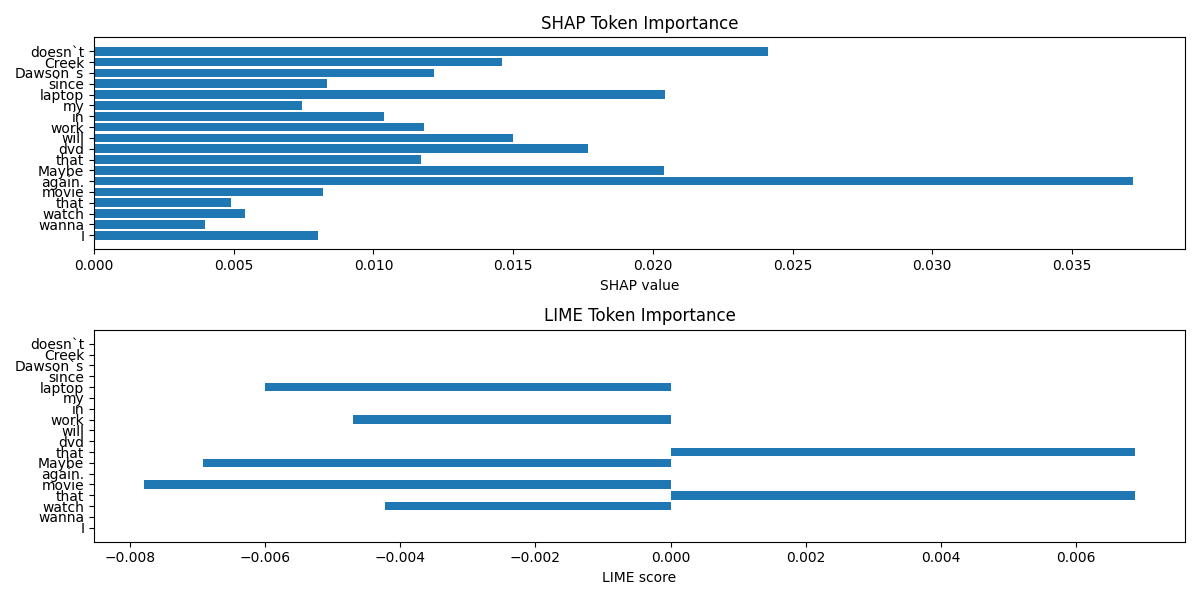 SHAP Token Importance
doesn`t
Creek
Dawson`s
since
laptop
my
in
work
will
dvd
that
Maybe
again.
movie
that
watch
wanna
I
0.000 0.005 0.010 0.015 0.020 0.025 0.030 0.035
SHAP value
LIME Token Importance
doesn`t
Creek
Dawson`s
since
laptop
my
in
work
will
dvd
that
Maybe
again.
movie
that
watch
wanna
I
−0.008 −0.006 −0.004 −0.002 0.000 0.002 0.004 0.006
LIME score